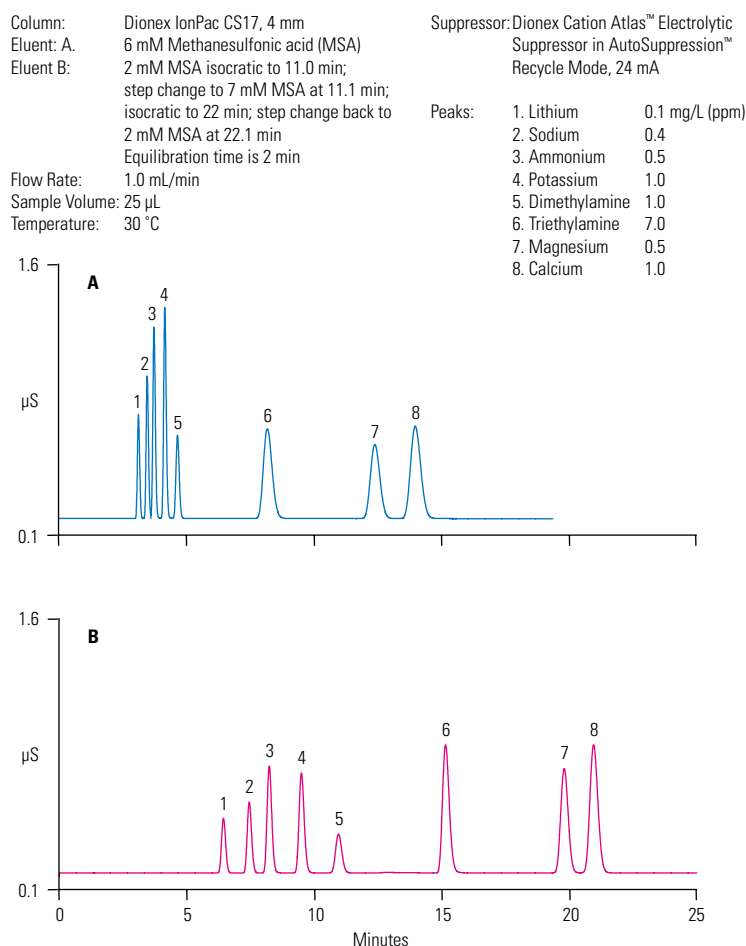 Column: Dionex IonPac CS17, 4 mm
Eluent: A. 6 mM Methanesulfonic acid (MSA)
Eluent B: 2 mM MSA isocratic to 11.0 min;
step change to 7 mM MSA at 11.1 min;
isocratic to 22 min; step change back to
2 mM MSA at 22.1 min
Equilibration time is 2 min
Flow Rate: 1.0 mL/min
Sample Volume: 25 µL
Temperature: 30 ˚C
Suppressor: Dionex Cation Atlas™ Electrolytic
Suppressor in AutoSuppression™
Recycle Mode, 24 mA
Peaks: 1. Lithium 0.1 mg/L (ppm)
2. Sodium 0.4
3. Ammonium 0.5
4. Potassium 1.0
5. Dimethylamine 1.0
6. Triethylamine 7.0
7. Magnesium 0.5
8. Calcium 1.0
1.6
A
µS
1 2 3 4 5 6 7 8
0.1
0 5 10 15 20 25
1.6
B
µS
1 2 3 4 5 6 7 8
0.1
0 5 10 15 20 25
Minutes